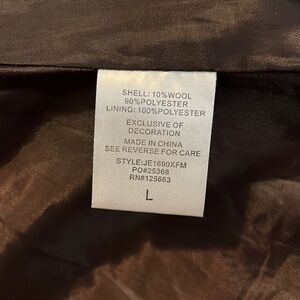 SHELL: 10%WOOL
90%POLYESTER
LINING: 100%POLYESTER
EXCLUSIVE OF
DECORATION
MADE IN CHINA
SEE REVERSE FOR CARE
STYLE:JE1690XFM
PO#25368
RN#125663
L